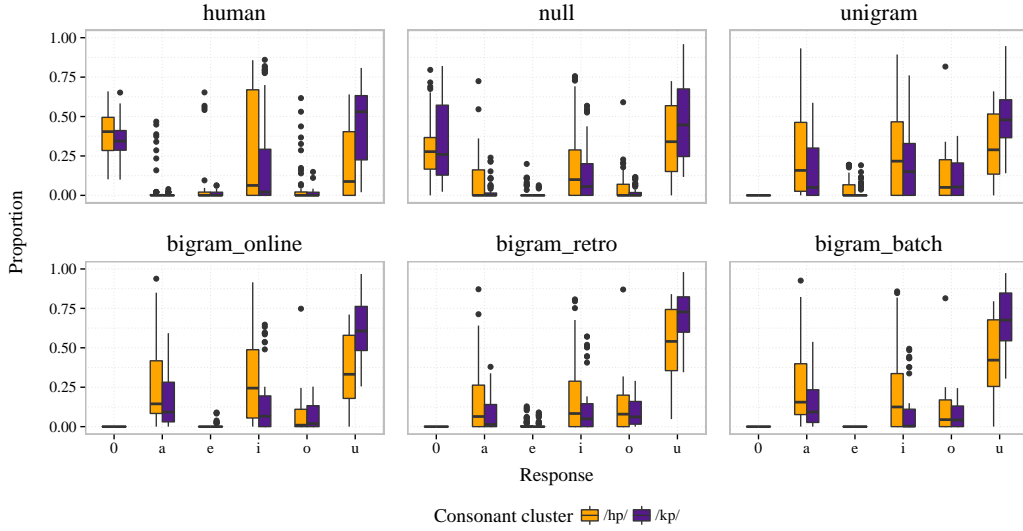 human null unigram
1.00
0.75
0.50
0.25
0.00
Proportion
bigram_online bigram_retro bigram_batch
1.00
0.75
0.50
0.25
0.00
0 a e i o u 0 a e i o u 0 a e i o u
Response
Consonant cluster /hp/ /kp/